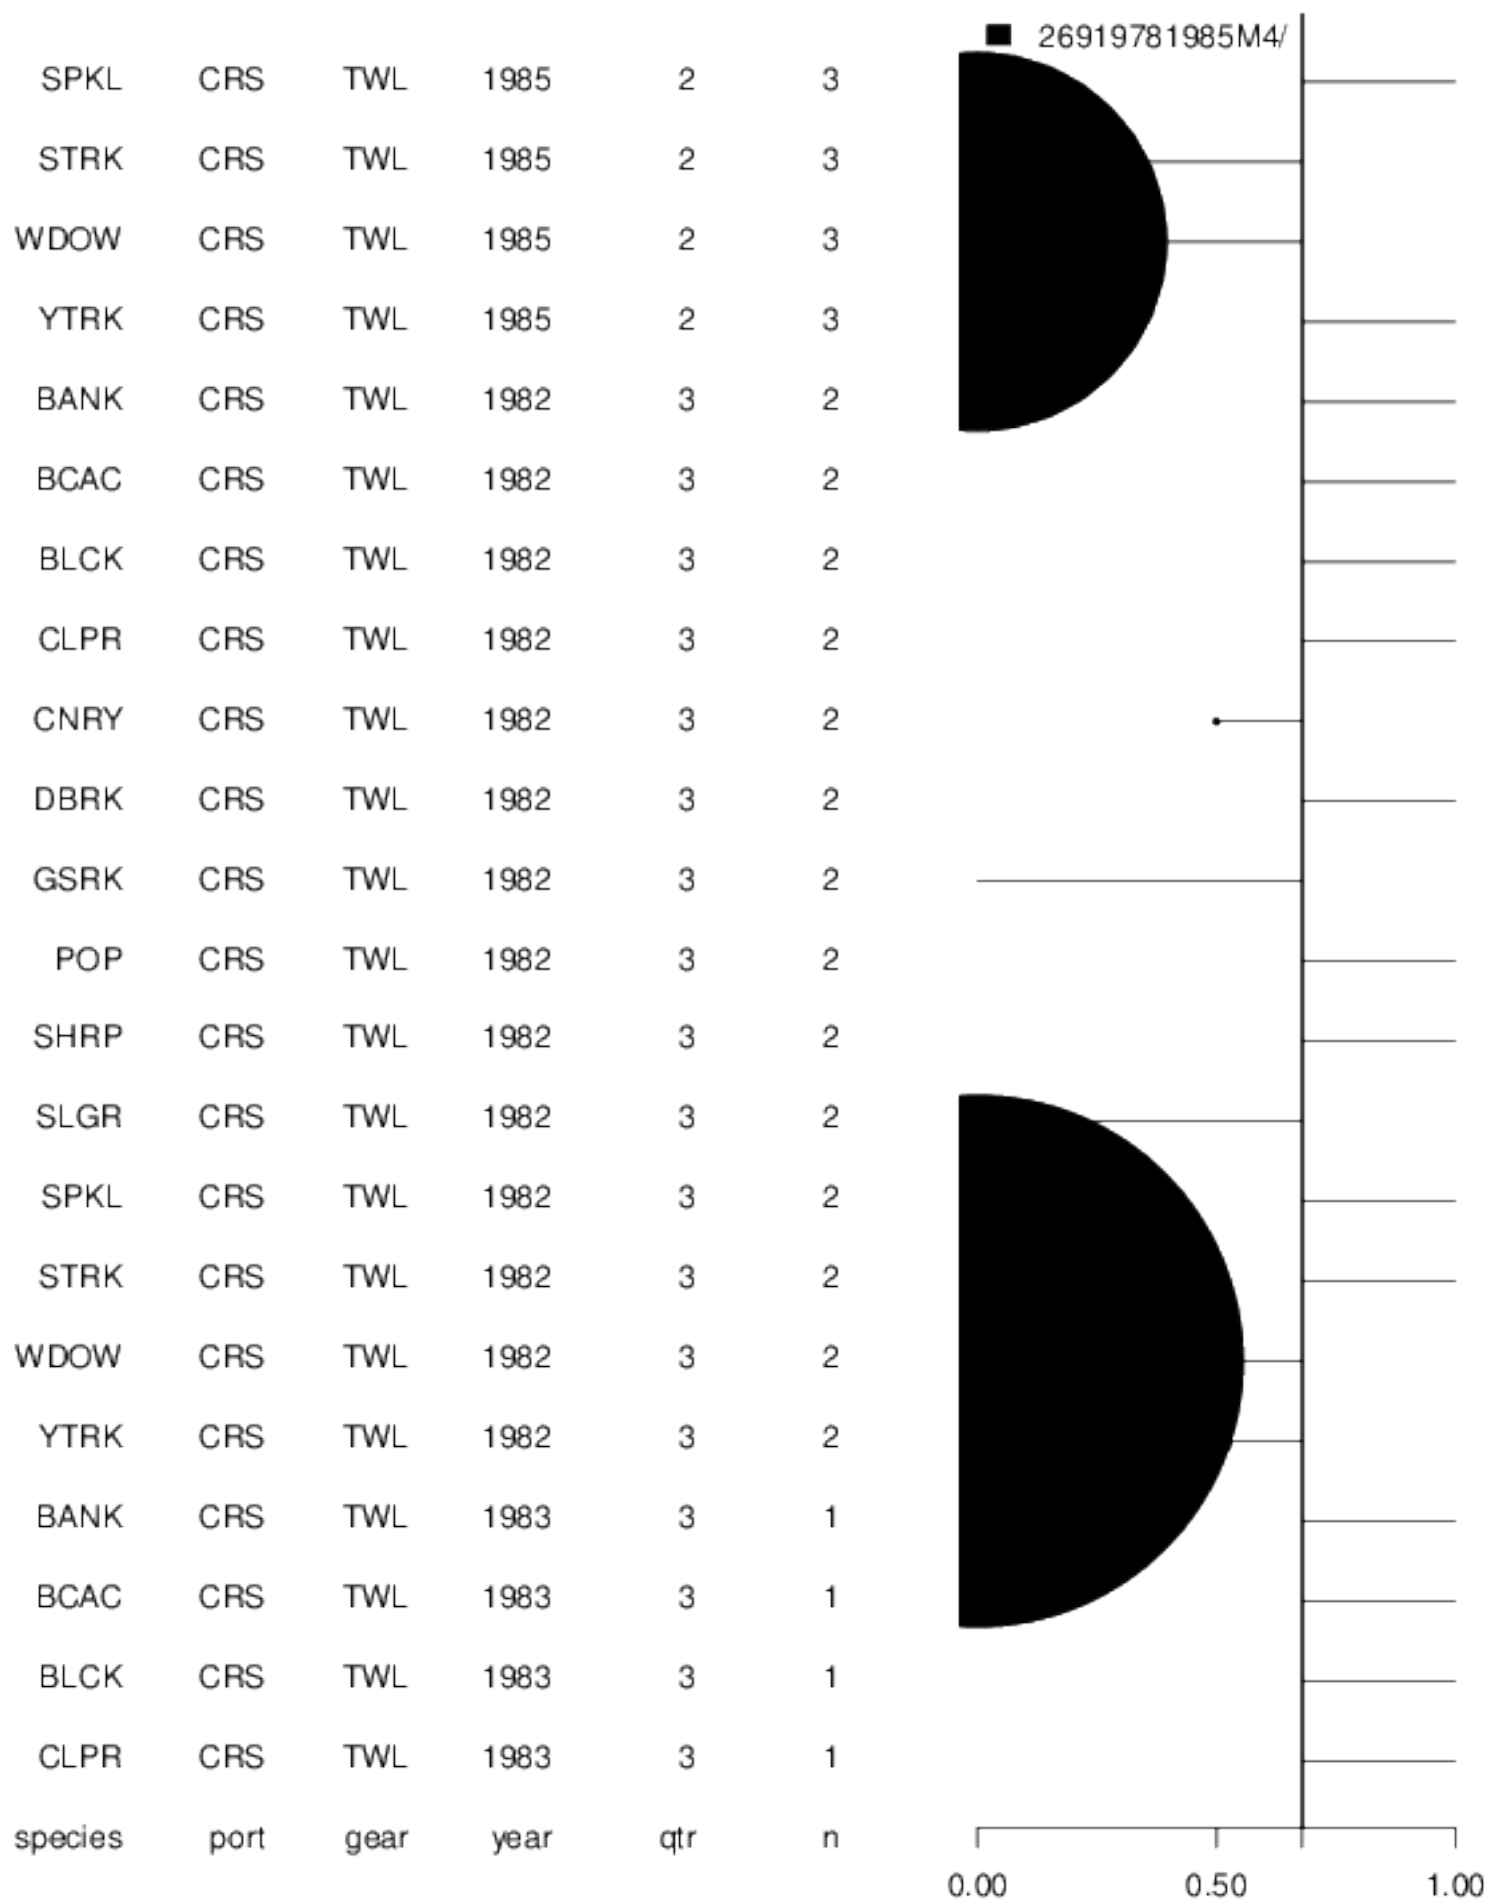 26919781985M4/
SPKL CRS TWL 1985 2 3
STRK CRS TWL 1985 2 3
WDOW CRS TWL 1985 2 3
YTRK CRS TWL 1985 2 3
BANK CRS TWL 1982 3 2
BCAC CRS TWL 1982 3 2
BLCK CRS TWL 1982 3 2
CLPR CRS TWL 1982 3 2
CNRY CRS TWL 1982 3 2
DBRK CRS TWL 1982 3 2
GSRK CRS TWL 1982 3 2
POP CRS TWL 1982 3 2
SHRP CRS TWL 1982 3 2
SLGR CRS TWL 1982 3 2
SPKL CRS TWL 1982 3 2
STRK CRS TWL 1982 3 2
WDOW CRS TWL 1982 3 2
YTRK CRS TWL 1982 3 2
BANK CRS TWL 1983 3 1
BCAC CRS TWL 1983 3 1
BLCK CRS TWL 1983 3 1
CLPR CRS TWL 1983 3 1
species port gear year qtr n
0.00 0.50 1.00